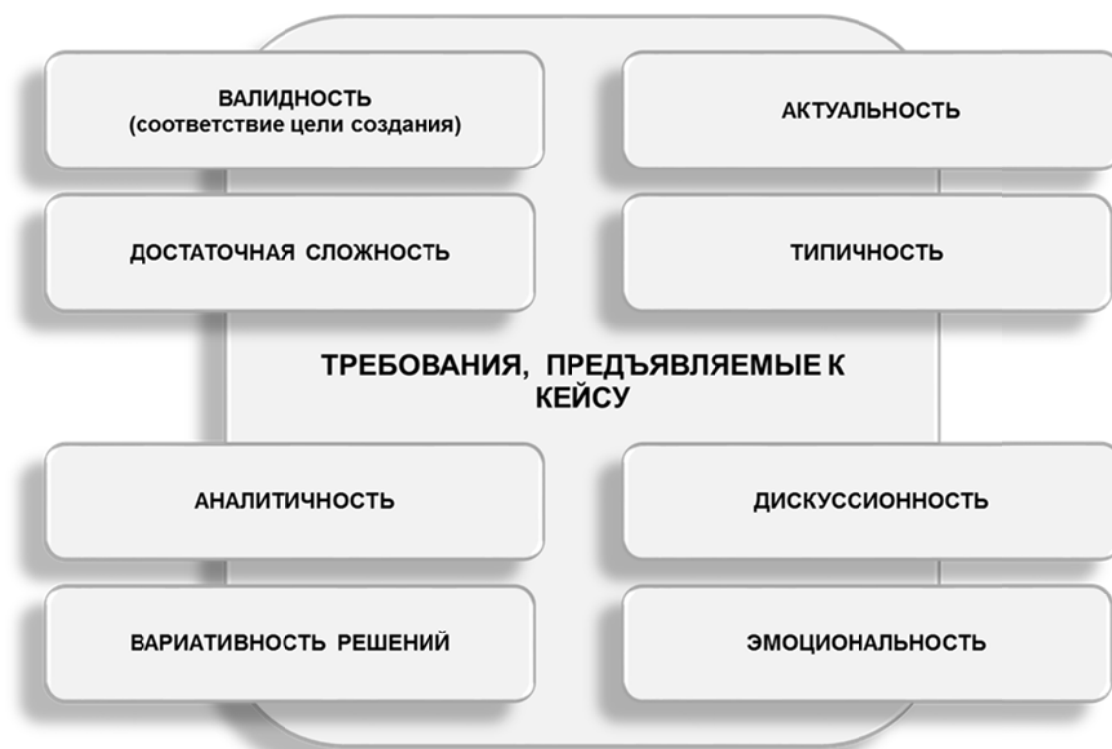 ВАЛИДНОСТЬ
(соответствие цели создания)
АКТУАЛЬНОСТЬ
ДОСТАТОЧНАЯ СЛОЖНОСТЬ
ТИПИЧНОСТЬ
ТРЕБОВАНИЯ, ПРЕДЪЯВЛЯЕМЫЕ К
КЕЙСУ
АНАЛИТИЧНОСТЬ
ДИСКУССИОННОСТЬ
ВАРИАТИВНОСТЬ РЕШЕНИЙ
ЭМОЦИОНАЛЬНОСТЬ